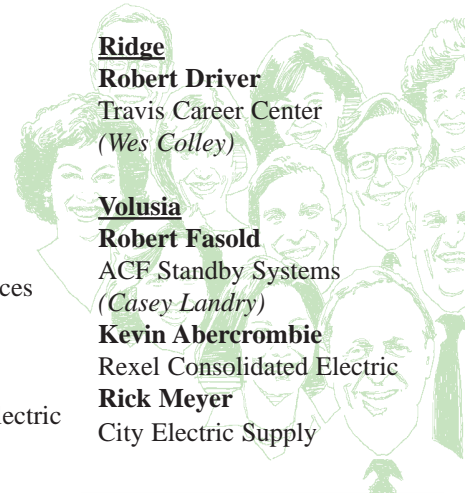 Ridge
Robert Driver
Travis Career Center
(Wes Colley)
Volusia
Robert Fasold
ACF Standby Systems
(Casey Landry)
Kevin Abercrombie
Rexel Consolidated Electric
Rick Meyer
City Electric Supply